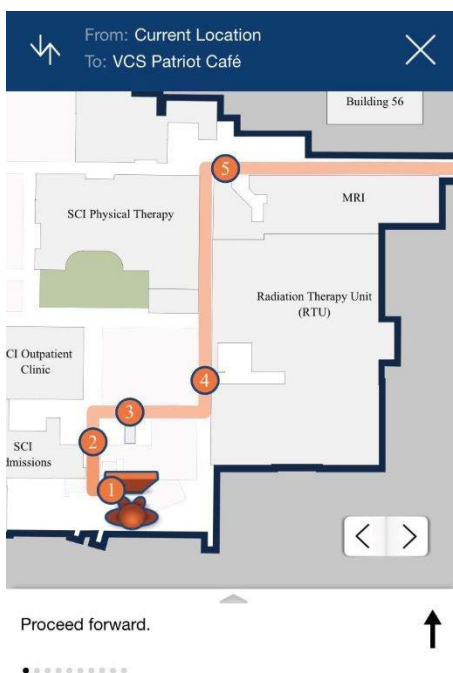 From: Current Location
To: VCS Patriot Café
Building 56
5
MRI
SCI Physical Therapy
Radiation Therapy Unit
(RTU)
CI Outpatient
Clinic
4
3
2
SCI
dmissions
1
Proceed forward.